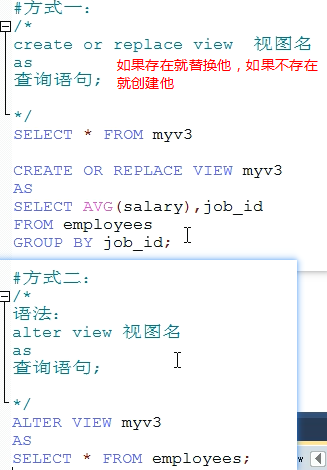 #方式一:
/*
create or replace view 视图名
as
查询语句;
如果存在就替换他，如果不存在
就创建他
*/
SELECT * FROM myv3
CREATE OR REPLACE VIEW myv3
AS
SELECT AVG(salary),job_id
FROM employees
GROUP BY job_id;
#方式二:
/*
语法:
alter view 视图名
as
查询语句;
*/
ALTER VIEW myv3
AS
SELECT * FROM employees;